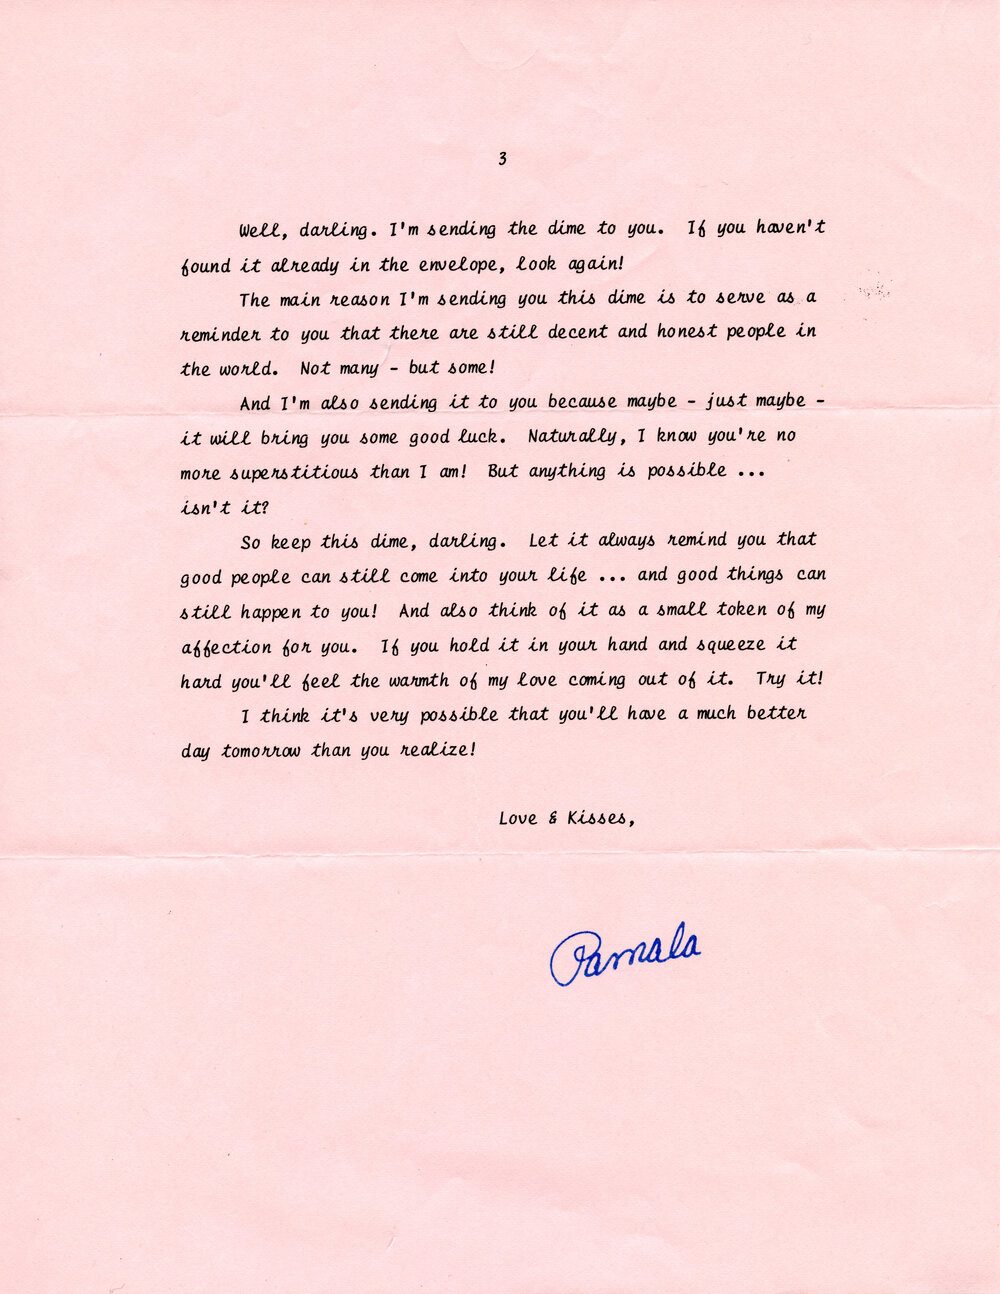 3
Well, darling. I'm sending the dime to you. If you haven't
found it already in the envelope, look again!
The main reason I'm sending you this dime is to serve as a
reminder to you that there are still decent and honest people in
the world. Not many - but some!
And I'm also sending it to you because maybe - just maybe -
it will bring you some good luck. Naturally, I know you're no
more superstitious than I am! But anything is possible ...
isn't it?
So keep this dime, darling. Let it always remind you that
good people can still come into your life ... and good things can
still happen to you! And also think of it as a small token of my
affection for you. If you hold it in your hand and squeeze it
hard you'll feel the warmth of my love coming out of it. Try it!
I think it's very possible that you'll have a much better
day tomorrow than you realize!
Love & Kisses,
Pamala